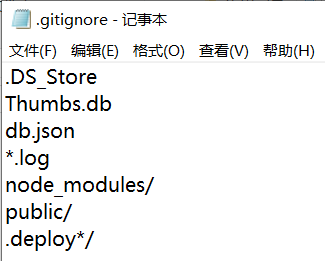 .gitignore - 记事本
文件(F) 编辑(E) 格式(O) 查看(V) 帮助(H)
.DS_Store
Thumbs.db
db.json
*.log
node_modules/
public/
.deploy*/